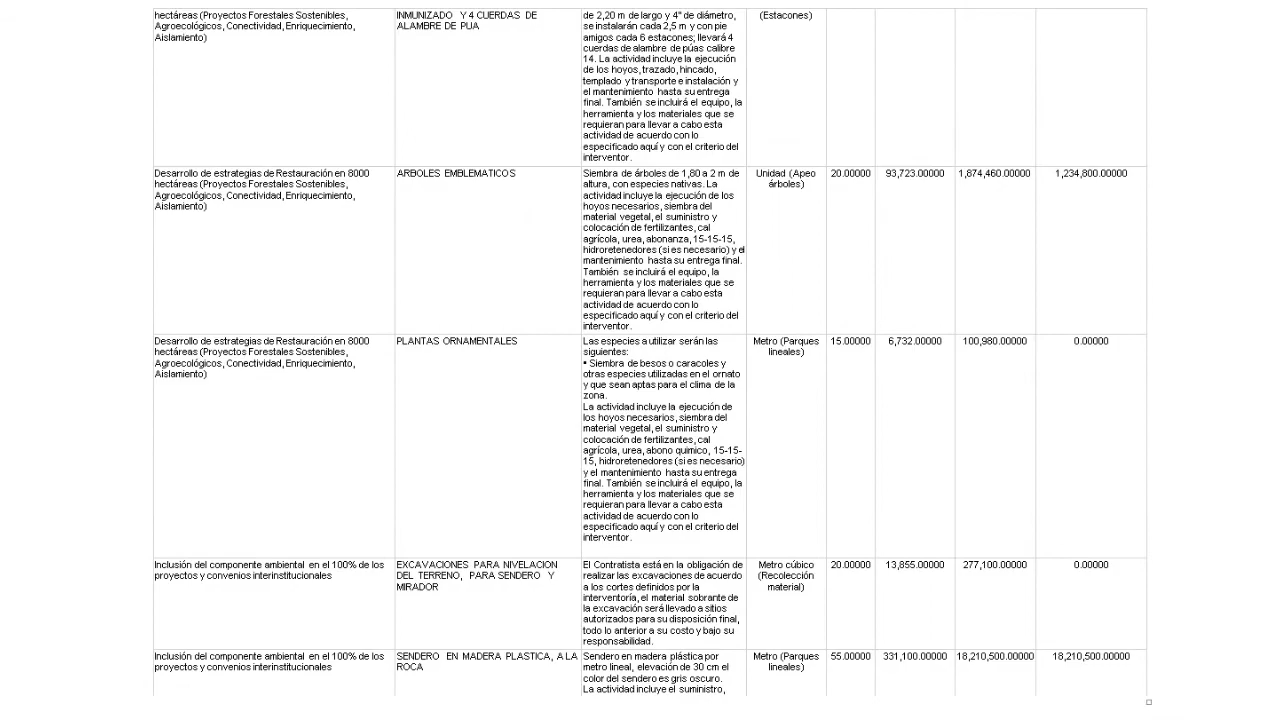 hectáreas (Proyectos Forestales Sostenibles,
Agroecológicos, Conectividad, Enriquecimiento,
Aislamiento)
INMUNIZADO Y 4 CUERDAS DE
ALAMBRE DE PUA
de 2,20 m de largo y 4" de diámetro,
se instalarán cada 2,5 m y con pie
amigos cada 6 estacones; llevará 4
cuerdas de alambre de púas calibre
14. La actividad incluye la ejecución
de los hoyos, trazado, hincado,
templado y transporte e instalación y
el mantenimiento hasta su entrega
final. También se incluirá el equipo, la
herramienta y los materiales que se
requieran para llevar a cabo esta
actividad de acuerdo con lo
especificado aquí y con el criterio del
interventor.
(Estacones)
Desarrollo de estrategias de Restauración en 8000
hectáreas (Proyectos Forestales Sostenibles,
Agroecológicos, Conectividad, Enriquecimiento,
Aislamiento)
ARBOLES EMBLEMATICOS
Siembra de árboles de 1,80 a 2 m de
altura, con especies nativas. La
actividad incluye la ejecución de los
hoyos necesarios, siembra del
material vegetal, el suministro y
colocación de fertilizantes, cal
agrícola, urea, abonanza, 15-15-15,
hidroretenedores (si es necesario) y el
mantenimiento hasta su entrega final.
También se incluirá el equipo, la
herramienta y los materiales que se
requieran para llevar a cabo esta
actividad de acuerdo con lo
especificado aquí y con el criterio del
interventor.
Unidad (Apeo
árboles)
20.00000
93,723.00000
1,874,460.00000
1,234,800.00000
Desarrollo de estrategias de Restauración en 8000
hectáreas (Proyectos Forestales Sostenibles,
Agroecológicos, Conectividad, Enriquecimiento,
Aislamiento)
PLANTAS ORNAMENTALES
Las especies a utilizar serán las
siguientes:
• Siembra de besos o caracoles y
otras especies utilizadas en el ornato
y que sean aptas para el clima de la
zona.
La actividad incluye la ejecución de
los hoyos necesarios, siembra del
material vegetal, el suministro y
colocación de fertilizantes, cal
agrícola, urea, abono quimico, 15-15-
15, hidroretenedores (si es necesario)
y el mantenimiento hasta su entrega
final. También se incluirá el equipo, la
herramienta y los materiales que se
requieran para llevar a cabo esta
actividad de acuerdo con lo
especificado aquí y con el criterio del
interventor.
Metro (Parques
lineales)
15.00000
6,732.00000
100,980.00000
0.00000
Inclusión del componente ambiental en el 100% de los
proyectos y convenios interinstitucionales
EXCAVACIONES PARA NIVELACION
DEL TERRENO, PARA SENDERO Y
MIRADOR
El Contratista está en la obligación de
realizar las excavaciones de acuerdo
a los cortes definidos por la
interventoría, el material sobrante de
la excavación será llevado a sitios
autorizados para su disposición final,
todo lo anterior a su costo y bajo su
responsabilidad.
Metro cúbico
(Recolección
material)
20.00000
13,855.00000
277,100.00000
0.00000
Inclusión del componente ambiental en el 100% de los
proyectos y convenios interinstitucionales
SENDERO EN MADERA PLASTICA, A LA
ROCA
Sendero en madera plástica por
metro lineal, elevación de 30 cm el
color del sendero es gris oscuro.
La actividad incluye el suministro,
Metro (Parques
lineales)
55.00000
331,100.00000
18,210,500.00000
18,210,500.00000